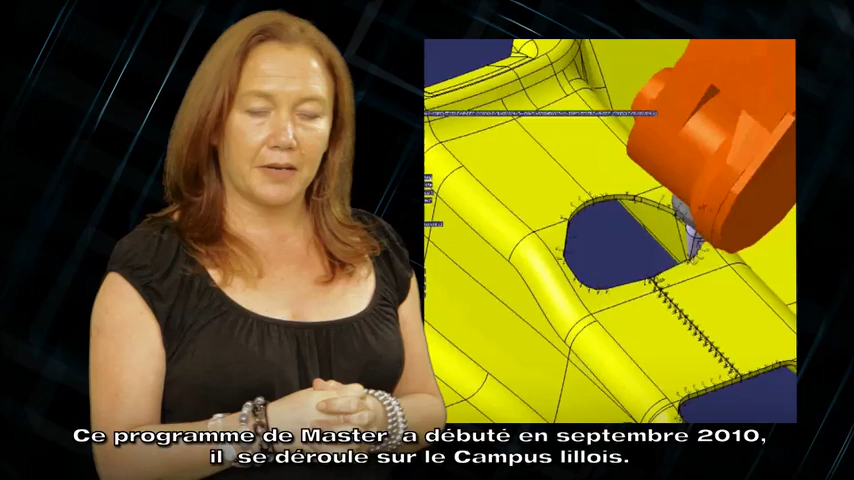 Ce programme de Master a débuté en septembre 2010,
il se déroule sur le Campus lillois.